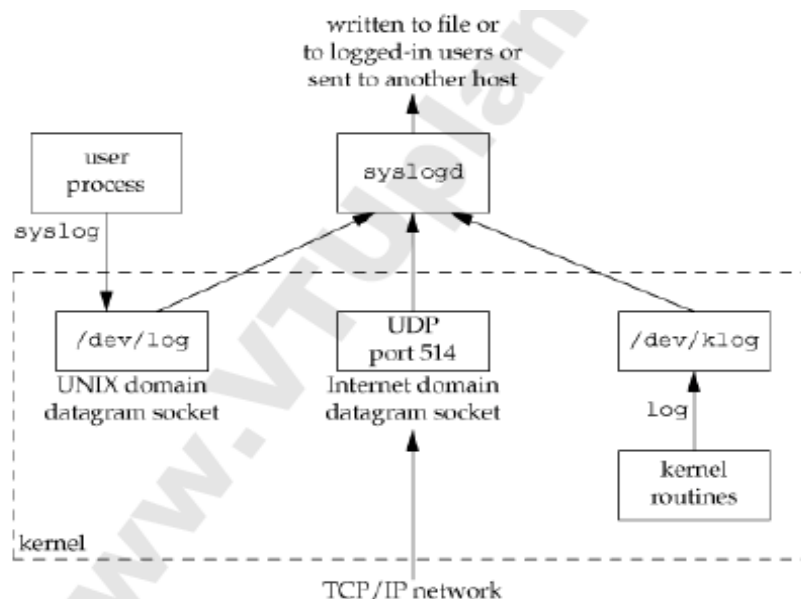 written to file or
to logged-in users or
sent to another host
user
process
syslogd
syslog
/dev/log
UDP
port 514
/dev/klog
UNIX domain
datagram socket
Internet domain
datagram socket
log
kernel
routines
kernel
TCP/IP network
www.VTUplan